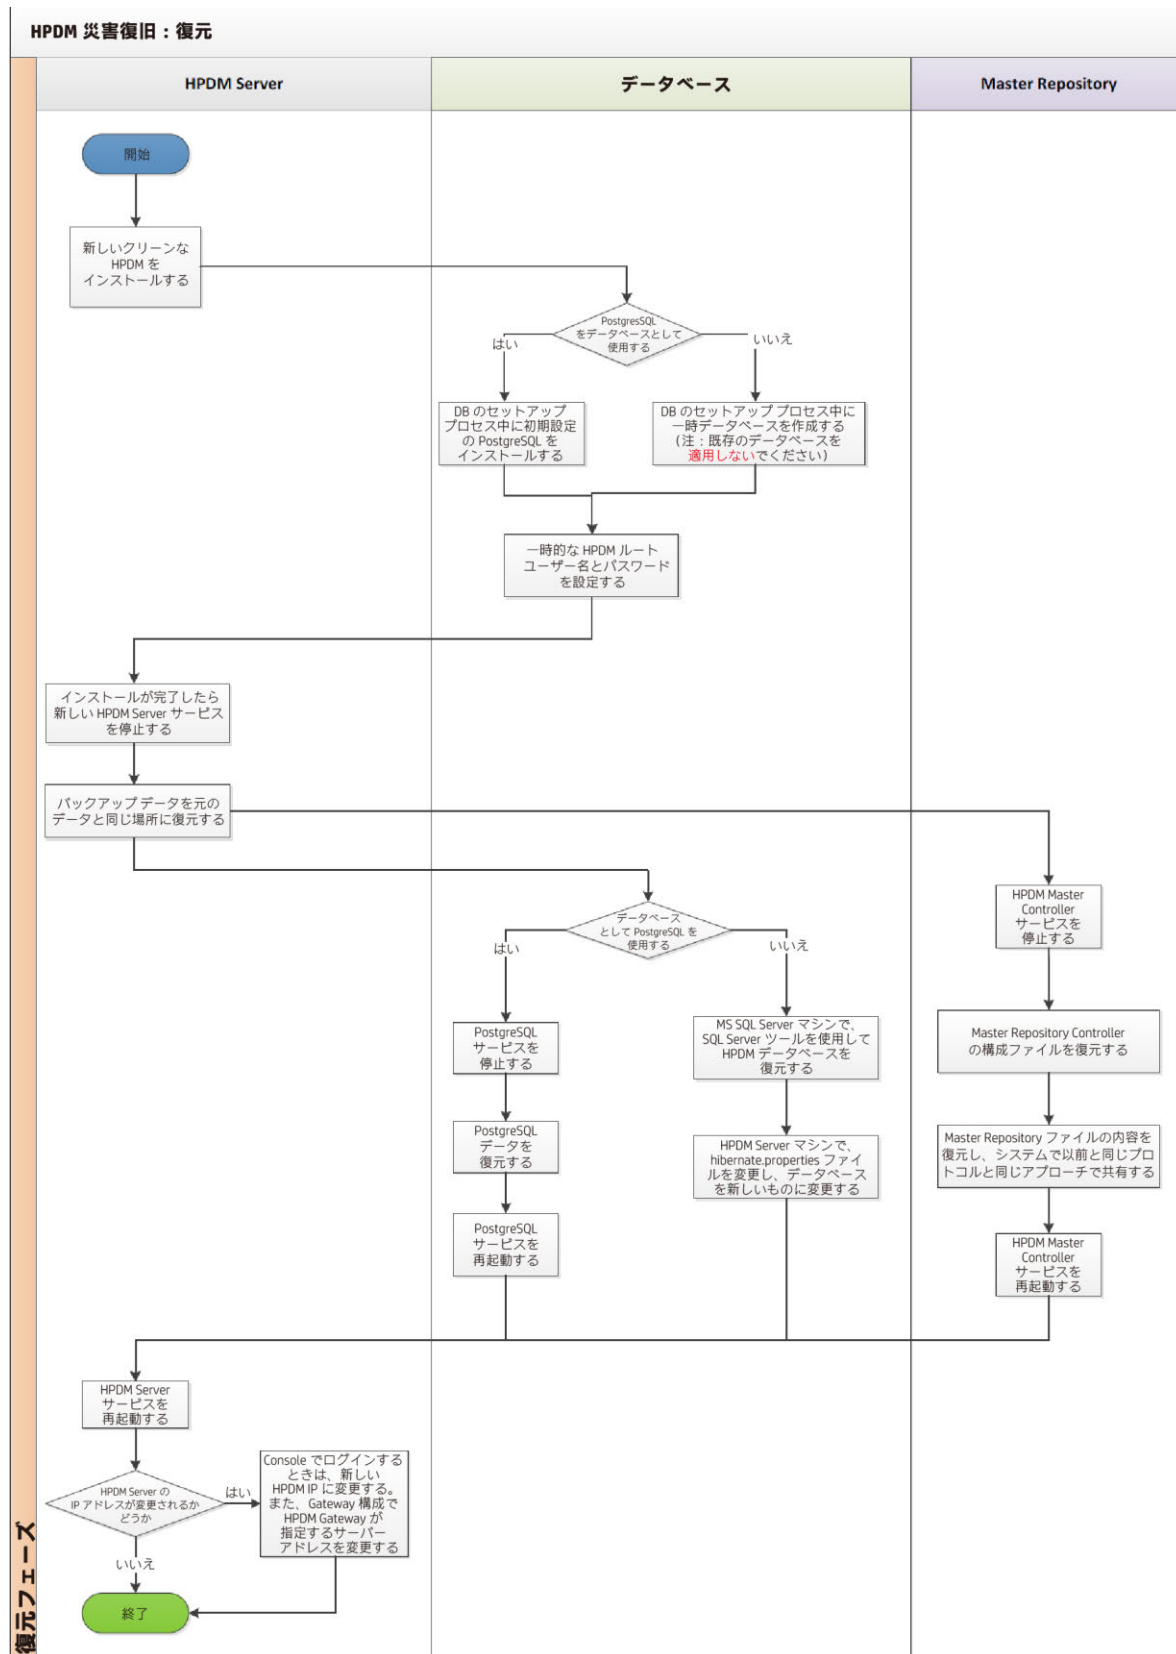 HPDM 災害復旧：復元
HPDM Server
データベース
Master Repository
開始
新しいクリーンな
HPDM を
インストールする
PostgresSQL
をデータベースとして
使用する
はい
いいえ
DB のセットアップ
プロセス中に初期設定
の PostgreSQL を
インストールする
DB のセットアップ プロセス中に
一時データベースを作成する
（注：既存のデータベースを
適用しないでください）
一時的な HPDM ルート
ユーザー名とパスワード
を設定する
インストールが完了したら
新しい HPDM Server サービス
を停止する
バックアップ データを元の
データと同じ場所に復元する
データベース
として PostgreSQL を
使用する
はい
いいえ
HPDM Master
Controller
サービスを
停止する
PostgreSQL
サービスを
停止する
MS SQL Server マシンで、
SQL Server ツールを使用して
HPDM データベースを
復元する
Master Repository Controller
の構成ファイルを復元する
PostgreSQL
データを
復元する
HPDM Server マシンで、
hibernate.properties ファイ
ルを変更し、データベース
を新しいものに変更する
Master Repository ファイルの内容を
復元し、システムで以前と同じプロ
トコルと同じアプローチで共有する
PostgreSQL
サービスを
再起動する
HPDM Master
Controller
サービスを
再起動する
HPDM Server
サービスを
再起動する
HPDM Server の
IP アドレスが変更されるか
どうか
はい
いいえ
Console でログインする
ときは、新しい
HPDM IP に変更する。
また、Gateway 構成で
HPDM Gateway が
指定するサーバー
アドレスを変更する
終了
復元フェーズ